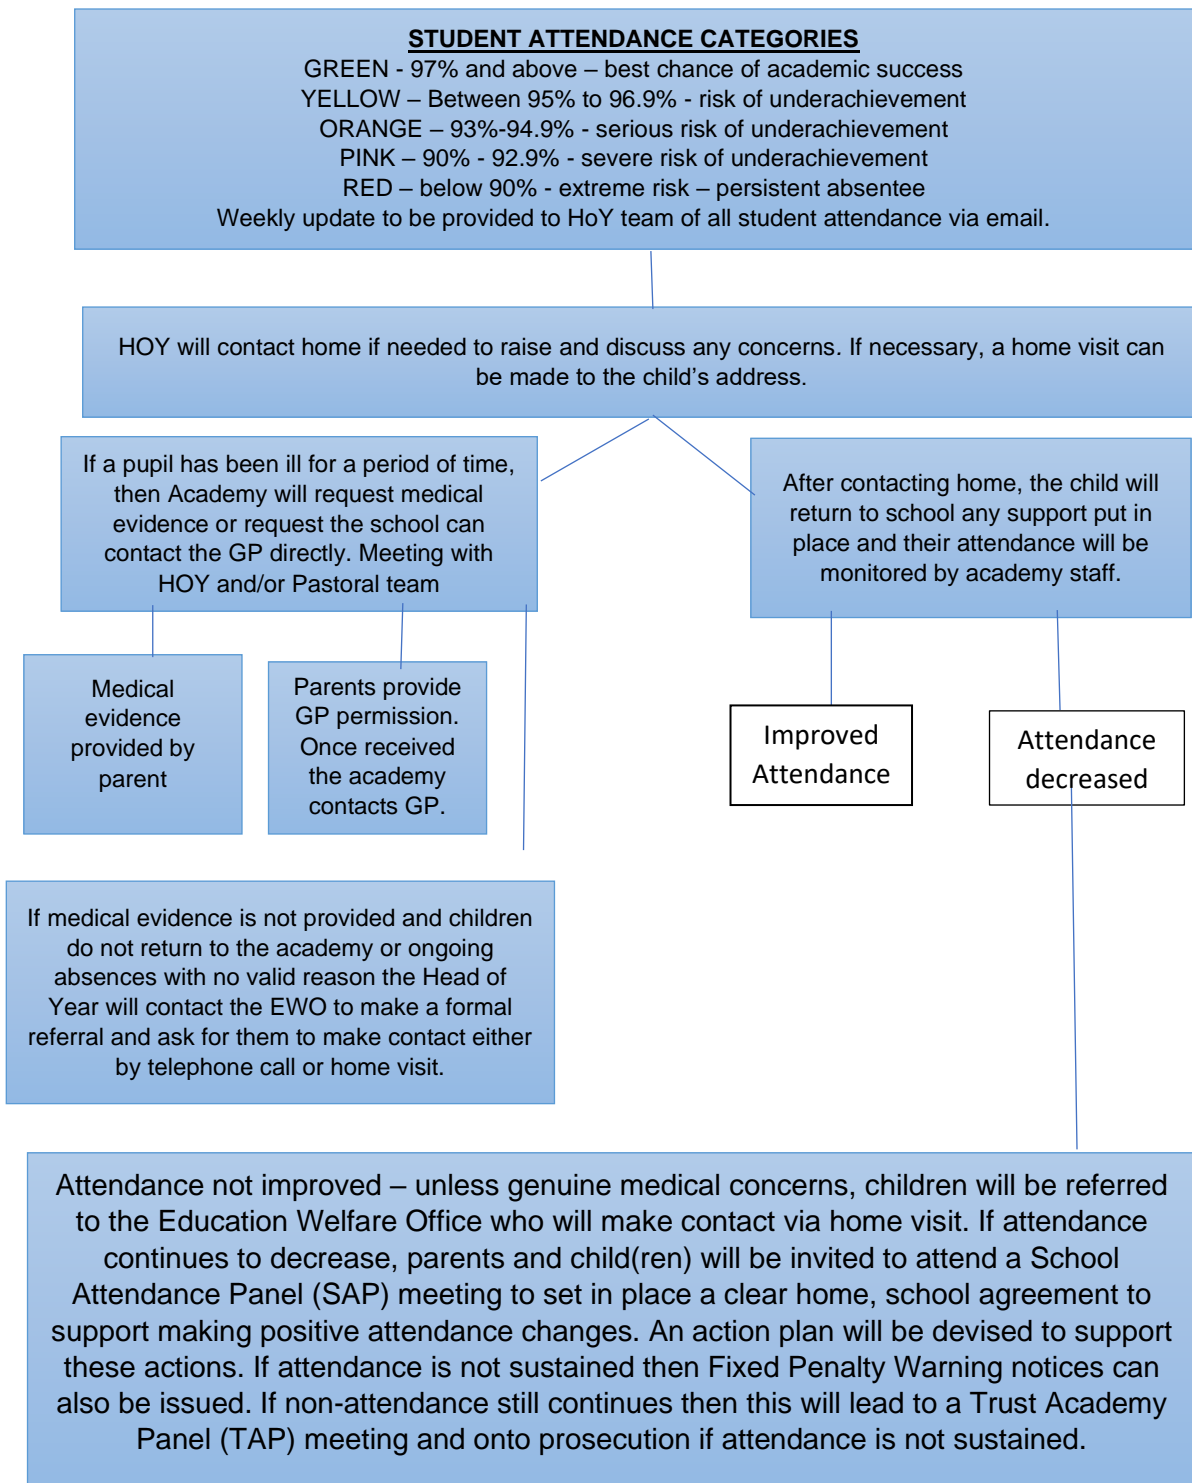 STUDENT ATTENDANCE CATEGORIES
GREEN - 97% and above – best chance of academic success
YELLOW – Between 95% to 96.9% - risk of underachievement
ORANGE – 93%-94.9% - serious risk of underachievement
PINK – 90% - 92.9% - severe risk of underachievement
RED – below 90% - extreme risk – persistent absentee
Weekly update to be provided to HoY team of all student attendance via email.
HOY will contact home if needed to raise and discuss any concerns. If necessary, a home visit can
be made to the child’s address.
If a pupil has been ill for a period of time,
then Academy will request medical
evidence or request the school can
contact the GP directly. Meeting with
HOY and/or Pastoral team
After contacting home, the child will
return to school any support put in
place and their attendance will be
monitored by academy staff.
Medical
evidence
provided by
parent
Parents provide
GP permission.
Once received
the academy
contacts GP.
Improved
Attendance
Attendance
decreased
If medical evidence is not provided and children
do not return to the academy or ongoing
absences with no valid reason the Head of
Year will contact the EWO to make a formal
referral and ask for them to make contact either
by telephone call or home visit.
Attendance not improved – unless genuine medical concerns, children will be referred
to the Education Welfare Office who will make contact via home visit. If attendance
continues to decrease, parents and child(ren) will be invited to attend a School
Attendance Panel (SAP) meeting to set in place a clear home, school agreement to
support making positive attendance changes. An action plan will be devised to support
these actions. If attendance is not sustained then Fixed Penalty Warning notices can
also be issued. If non-attendance still continues then this will lead to a Trust Academy
Panel (TAP) meeting and onto prosecution if attendance is not sustained.